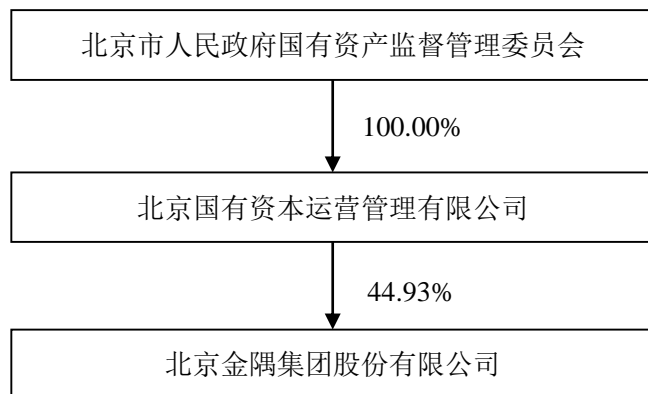 北京市人民政府国有资产监督管理委员会
100.00%
北京国有资本运营管理有限公司
44.93%
北京金隅集团股份有限公司